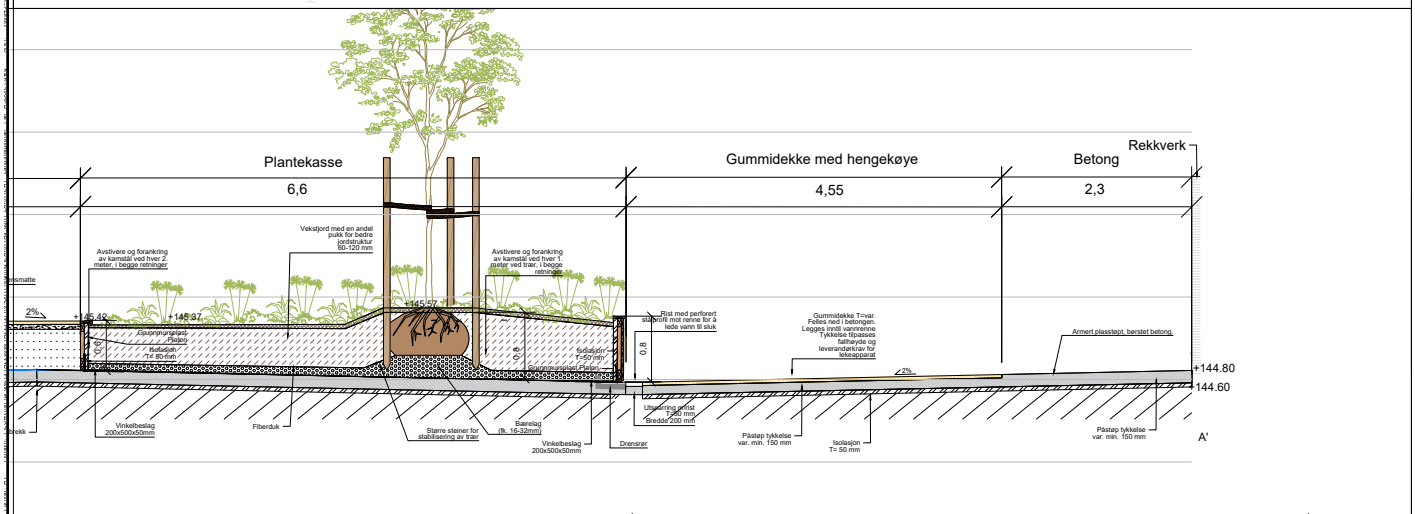 Rekkverk
Plantekasse
Gummidekke med hengekøye
Betong
6,6
4,55
2,3
Vekstjord med en andel
pukk for bedre
jordstruktur
60-120 mm
Avstivere og forankring
av kamstål ved hver 2.
meter, i begge retninger
Avstivere og forankring
av kamstål ved hver 1.
meter ved trær, i begge
retninger
ensmatte
2%
+145.42
+145.37
+145.57
Grunnmursplast
Platon
Isolasjon
T= 50 mm
0,6
0,8
Isolasjon
T=50 mm
Grunnmursplast Platon
0,8
Rist med perforert
stålprofil mot renne for å
lede vann til sluk
Gummidekke T=var.
Felles ned i betongen.
Legges inntil vannrenne
Tykkelse tilpasses
fallhøyde og
leverandørkrav for
lekeapparat
2%
Armert plasstøpt, børstet betong.
+144.80
+144.60
brekk
Vinkelbeslag
200x500x50mm
Fiberduk
Større steiner for
stabilisering av trær
Bærelag
(fk. 16-32mm)
Vinkelbeslag
200x500x50mm
Utsparring
T=50 mm
Bredde 200 mm
Drensrør
Påstøp tykkelse
var. min. 150 mm
Isolasjon
T= 50 mm
Påstøp tykkelse
var. min. 150 mm
A'